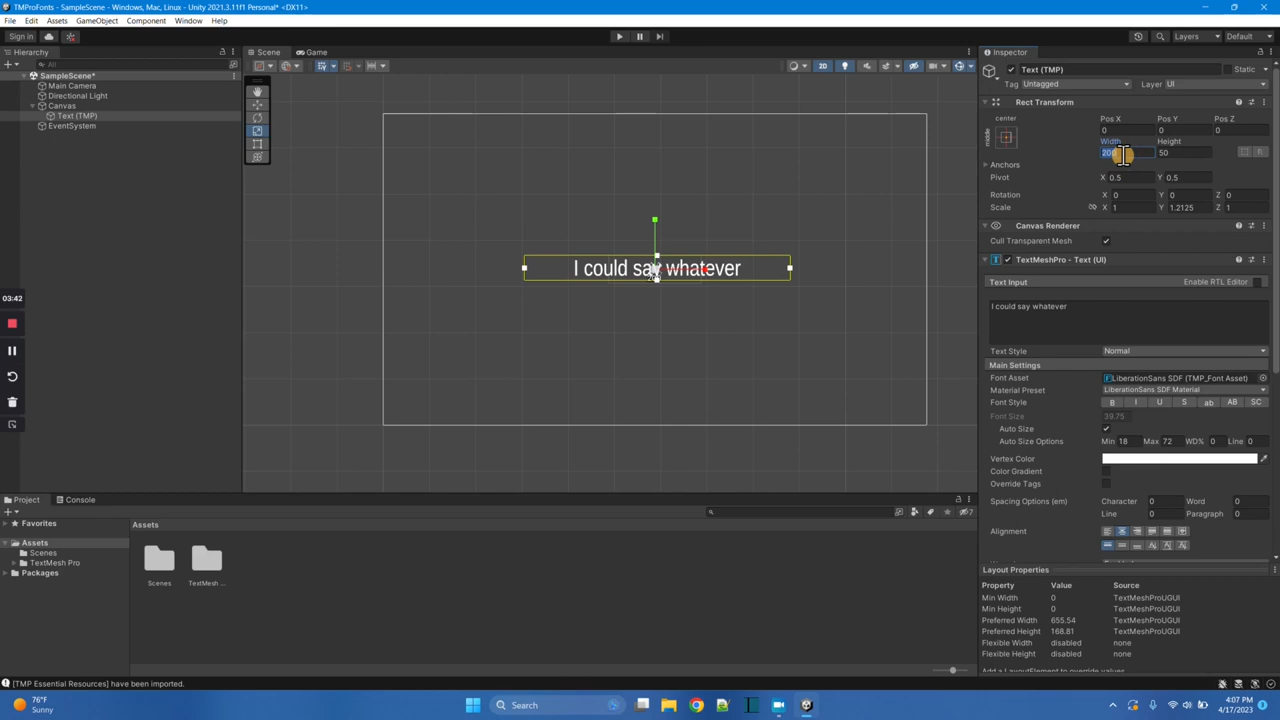 TMProFonts - SampleScene - Windows, Mac, Linux - Unity 2021.3.11f1 Personal* <DX11>
File Edit Assets GameObject Component Window Help
Sign in Layers Default
Hierarchy
All
SampleScene*
Main Camera
Directional Light
Canvas
Text (TMP)
EventSystem
Scene Game
2D
I could say whatever
Inspector
Text (TMP) Static
Tag Untagged Layer UI
Rect Transform
center Pos X Pos Y Pos Z
middle 0 0 0
Width Height
200 50 R
Anchors
Pivot X 0.5 Y 0.5
Rotation X 0 Y 0 Z 0
Scale X 1 Y 1.2125 Z 1
Canvas Renderer
Cull Transparent Mesh
TextMeshPro - Text (UI)
Text Input Enable RTL Editor
I could say whatever
Text Style Normal
Main Settings
Font Asset LiberationSans SDF (TMP_Font Asset)
Material Preset LiberationSans SDF Material
Font Style B I U S ab AB SC
Font Size 39.75
Auto Size
Auto Size Options Min 18 Max 72 WD% 0 Line 0
Vertex Color
Color Gradient
Override Tags
Spacing Options (em) Character 0 Word 0
Line 0 Paragraph 0
Alignment
Layout Properties
Property Value Source
Min Width 0 TextMeshProUGUI
Min Height 0 TextMeshProUGUI
Preferred Width 655.54 TextMeshProUGUI
Preferred Height 168.81 TextMeshProUGUI
Flexible Width disabled none
Flexible Height disabled none
Add a LayoutElement to override values
03:42
Project Console
7
Favorites
Assets
Scenes
TextMesh Pro
Packages
Assets
Scenes TextMesh ...
[TMP Essential Resources] have been imported.
76°F
Sunny
Search
4:07 PM
4/17/2023